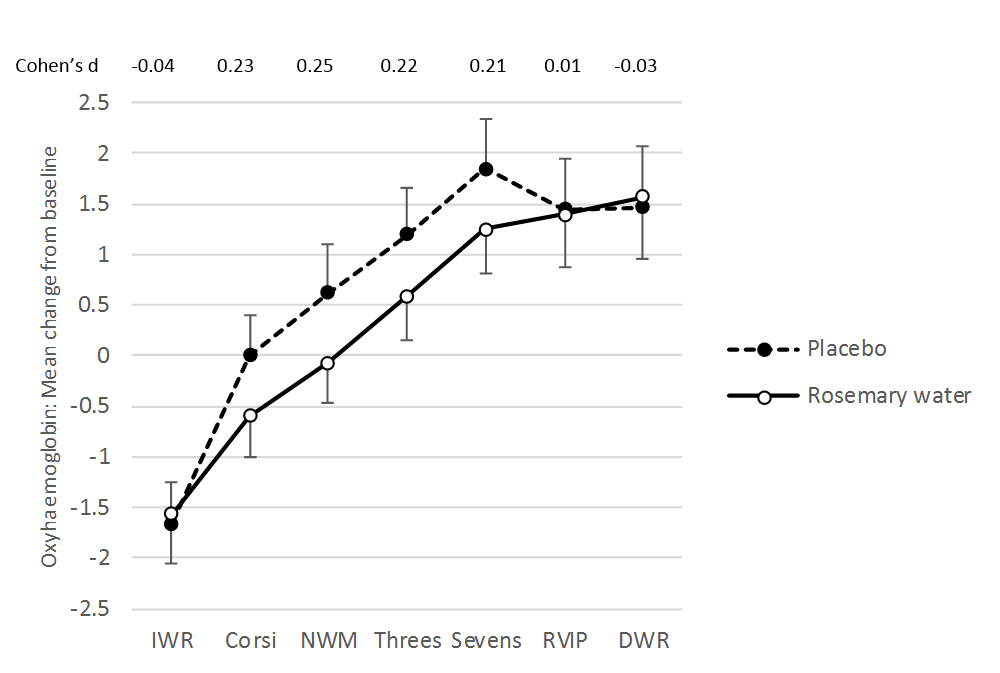 Cohen's d -0.04 0.23 0.25 0.22 0.21 0.01 -0.03
2.5
2
1.5
1
0.5
0
-0.5
-1
-1.5
-2
-2.5
Oxyhaemoglobin: Mean change from baseline
IWR Corsi NWM Threes Sevens RVIP DWR
Placebo
Rosemary water